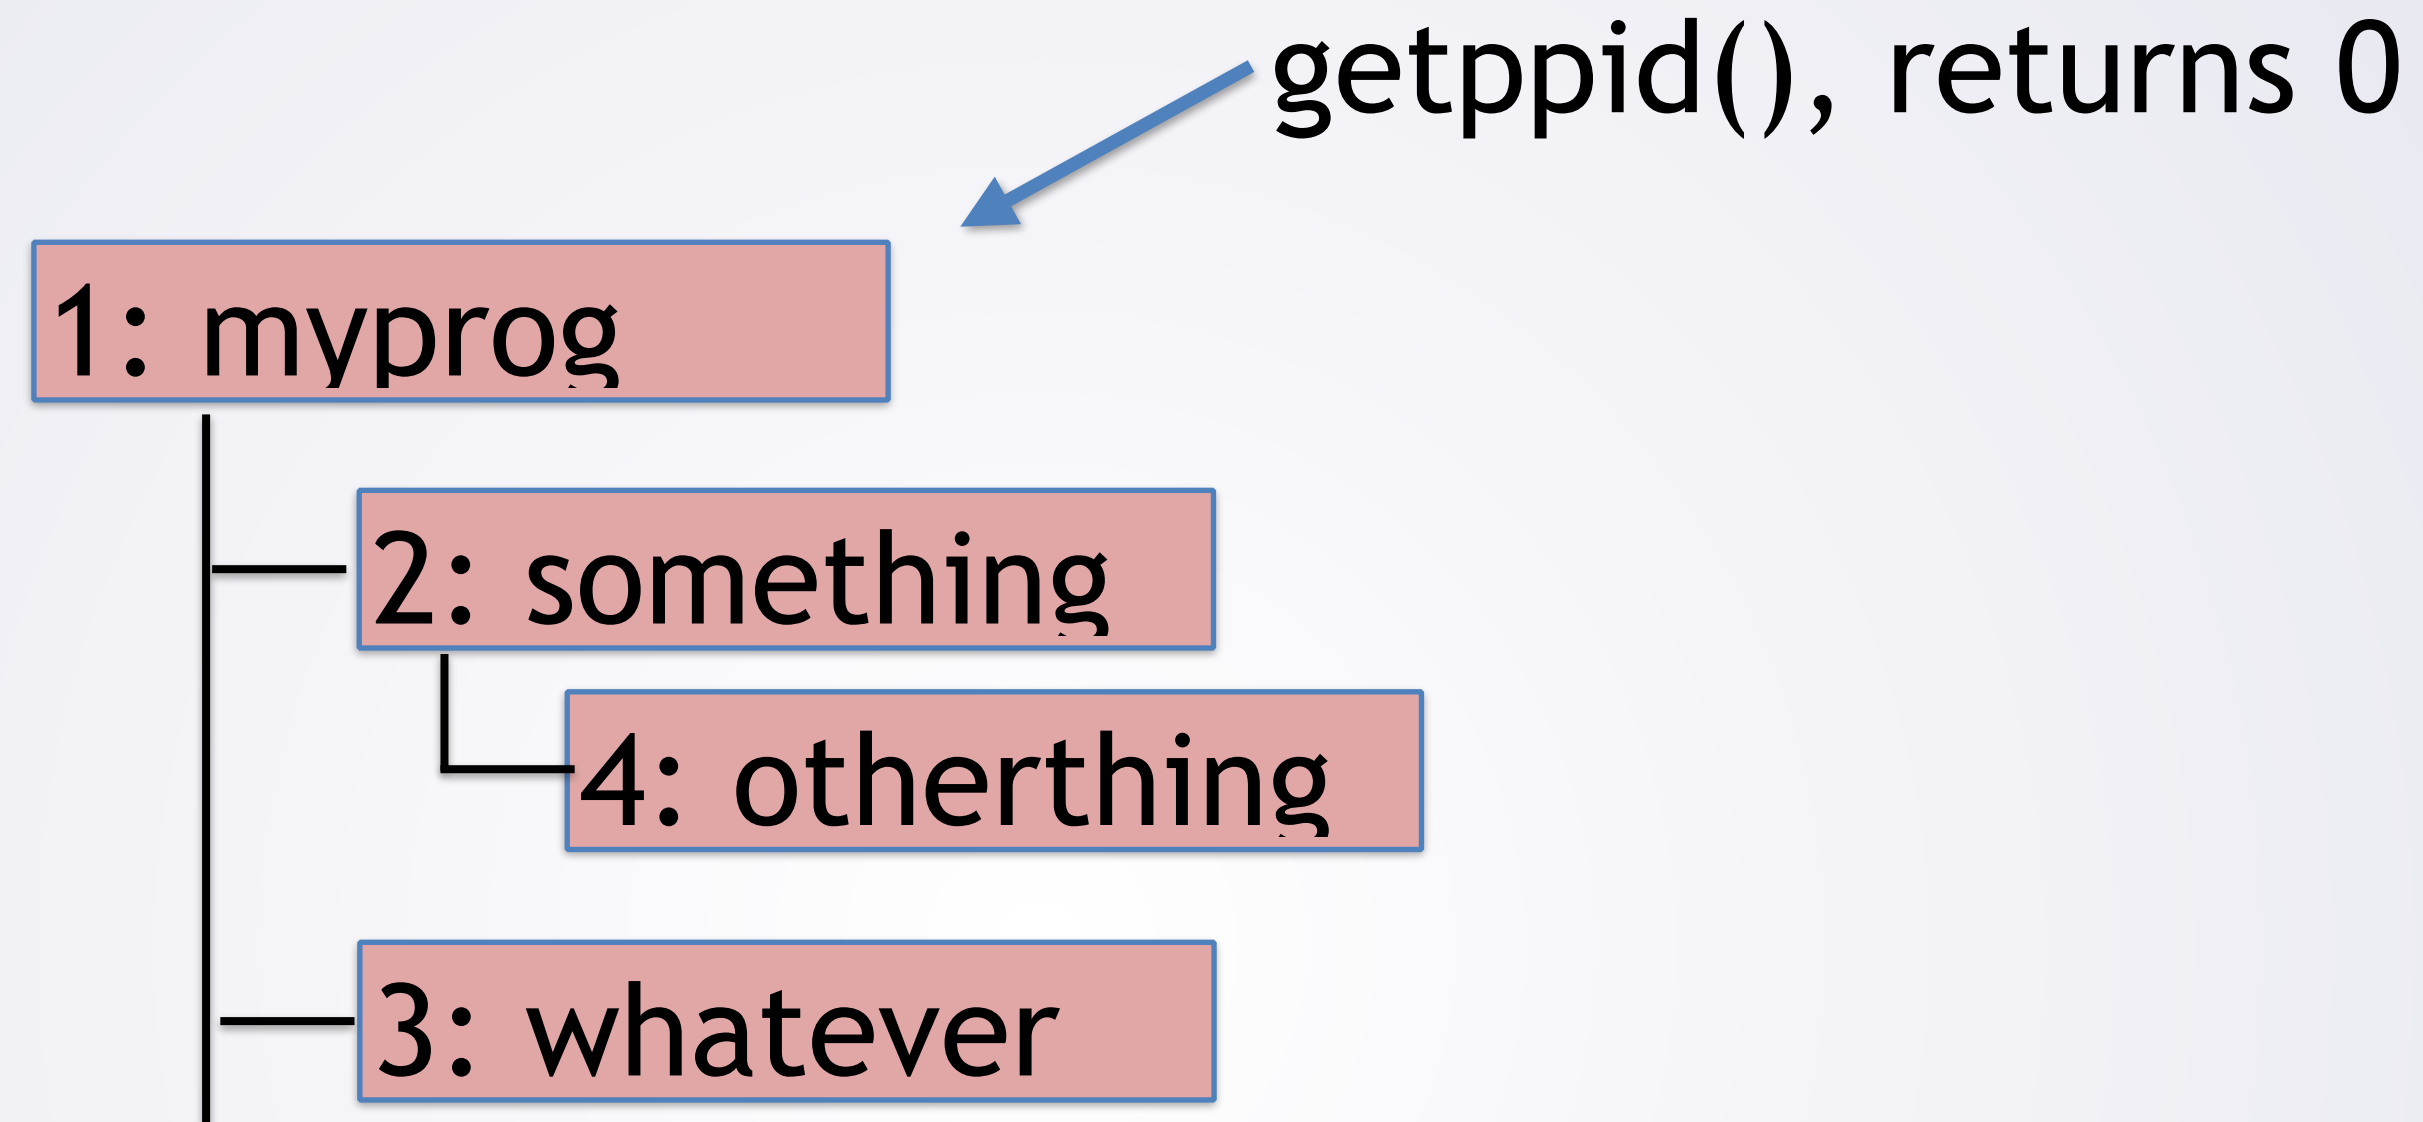 getppid(), returns 0
1: myprog
2: something
4: otherthing
3: whatever